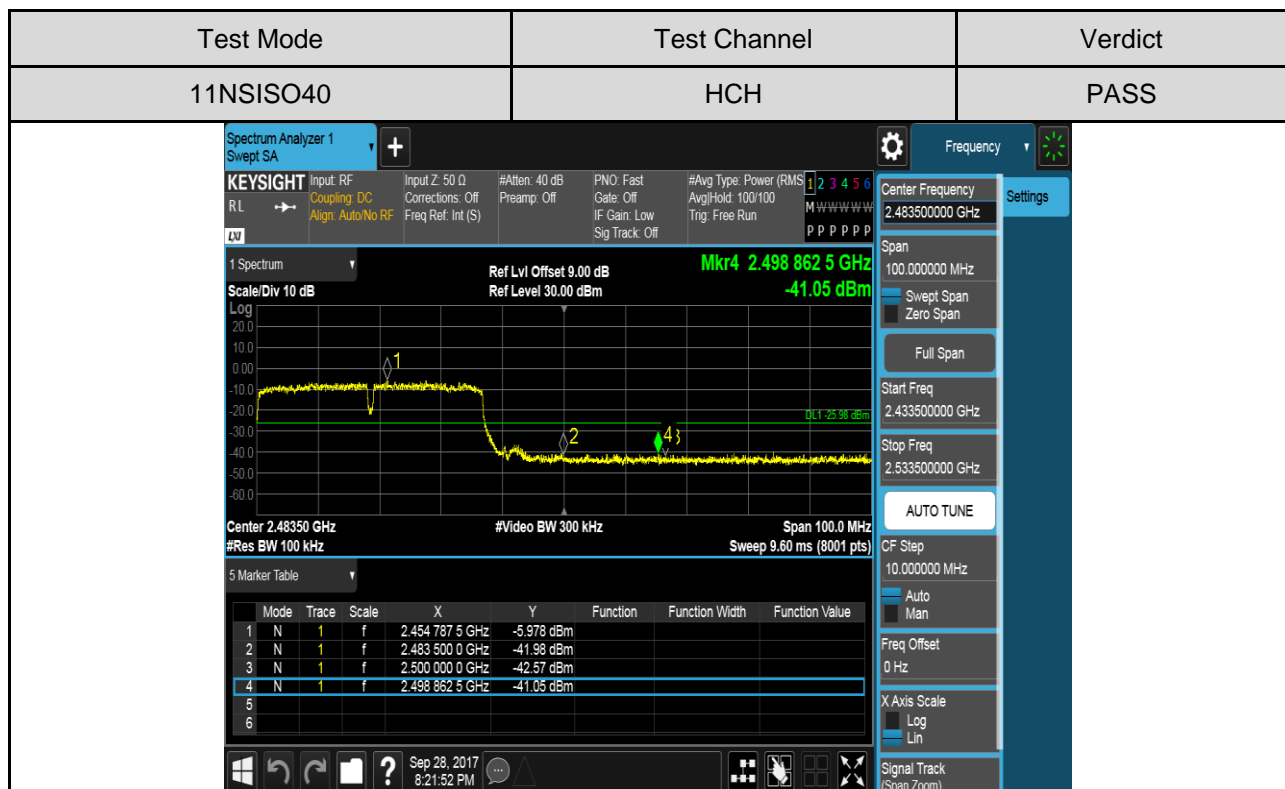 Test Mode Test Channel Verdict
11NSISO40 HCH PASS
Spectrum Analyzer 1
Swept SA
+
Frequency
KEYSIGHT
RL
LXI
Input: RF
Coupling: DC
Align: Auto/No RF
Input Z: 50 Ω
Corrections: Off
Freq Ref: Int (S)
#Atten: 40 dB
Preamp: Off
PNO: Fast
Gate: Off
IF Gain: Low
Sig Track: Off
#Avg Type: Power (RMS
Avg|Hold: 100/100
Trig: Free Run
1 2 3 4 5 6
M W W W W W
P P P P P P
1 Spectrum
Scale/Div 10 dB
Ref Lvl Offset 9.00 dB
Ref Level 30.00 dBm
Mkr4 2.498 862 5 GHz
-41.05 dBm
Log
20.0
10.0
0.00
-10.0
-20.0
-30.0
-40.0
-50.0
-60.0
1
2
4
3
DL1 -25.98 dBm
Center 2.48350 GHz #Video BW 300 kHz Span 100.0 MHz
#Res BW 100 kHz Sweep 9.60 ms (8001 pts)
5 Marker Table
Mode Trace Scale X Y Function Function Width Function Value
1 N 1 f 2.454 787 5 GHz -5.978 dBm
2 N 1 f 2.483 500 0 GHz -41.98 dBm
3 N 1 f 2.500 000 0 GHz -42.57 dBm
4 N 1 f 2.498 862 5 GHz -41.05 dBm
5
6
?
Sep 28, 2017
8:21:52 PM
Center Frequency
2.483500000 GHz
Settings
Span
100.000000 MHz
Swept Span
Zero Span
Full Span
Start Freq
2.433500000 GHz
Stop Freq
2.533500000 GHz
AUTO TUNE
CF Step
10.000000 MHz
Auto
Man
Freq Offset
0 Hz
X Axis Scale
Log
Lin
Signal Track
(Span Zoom)